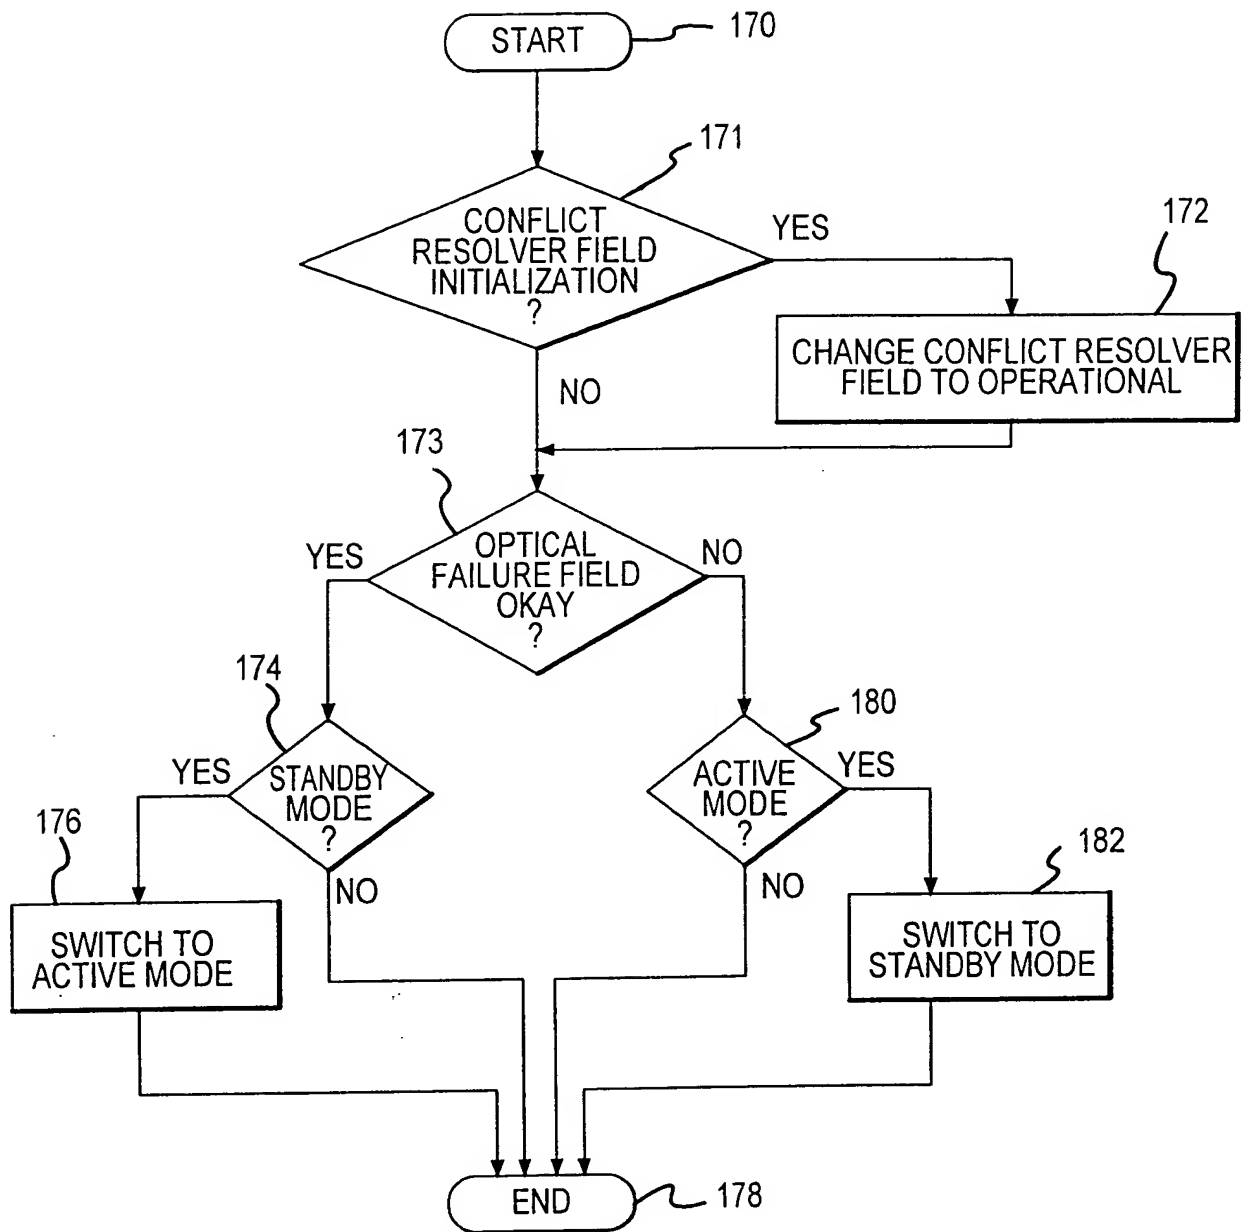 START
170
171
CONFLICT
RESOLVER FIELD
INITIALIZATION
?
YES
172
CHANGE CONFLICT RESOLVER
FIELD TO OPERATIONAL
NO
173
YES
OPTICAL
FAILURE FIELD
OKAY
?
NO
174
YES
STANDBY
MODE
?
NO
180
ACTIVE
MODE
?
YES
NO
176
SWITCH TO
ACTIVE MODE
182
SWITCH TO
STANDBY MODE
END
178